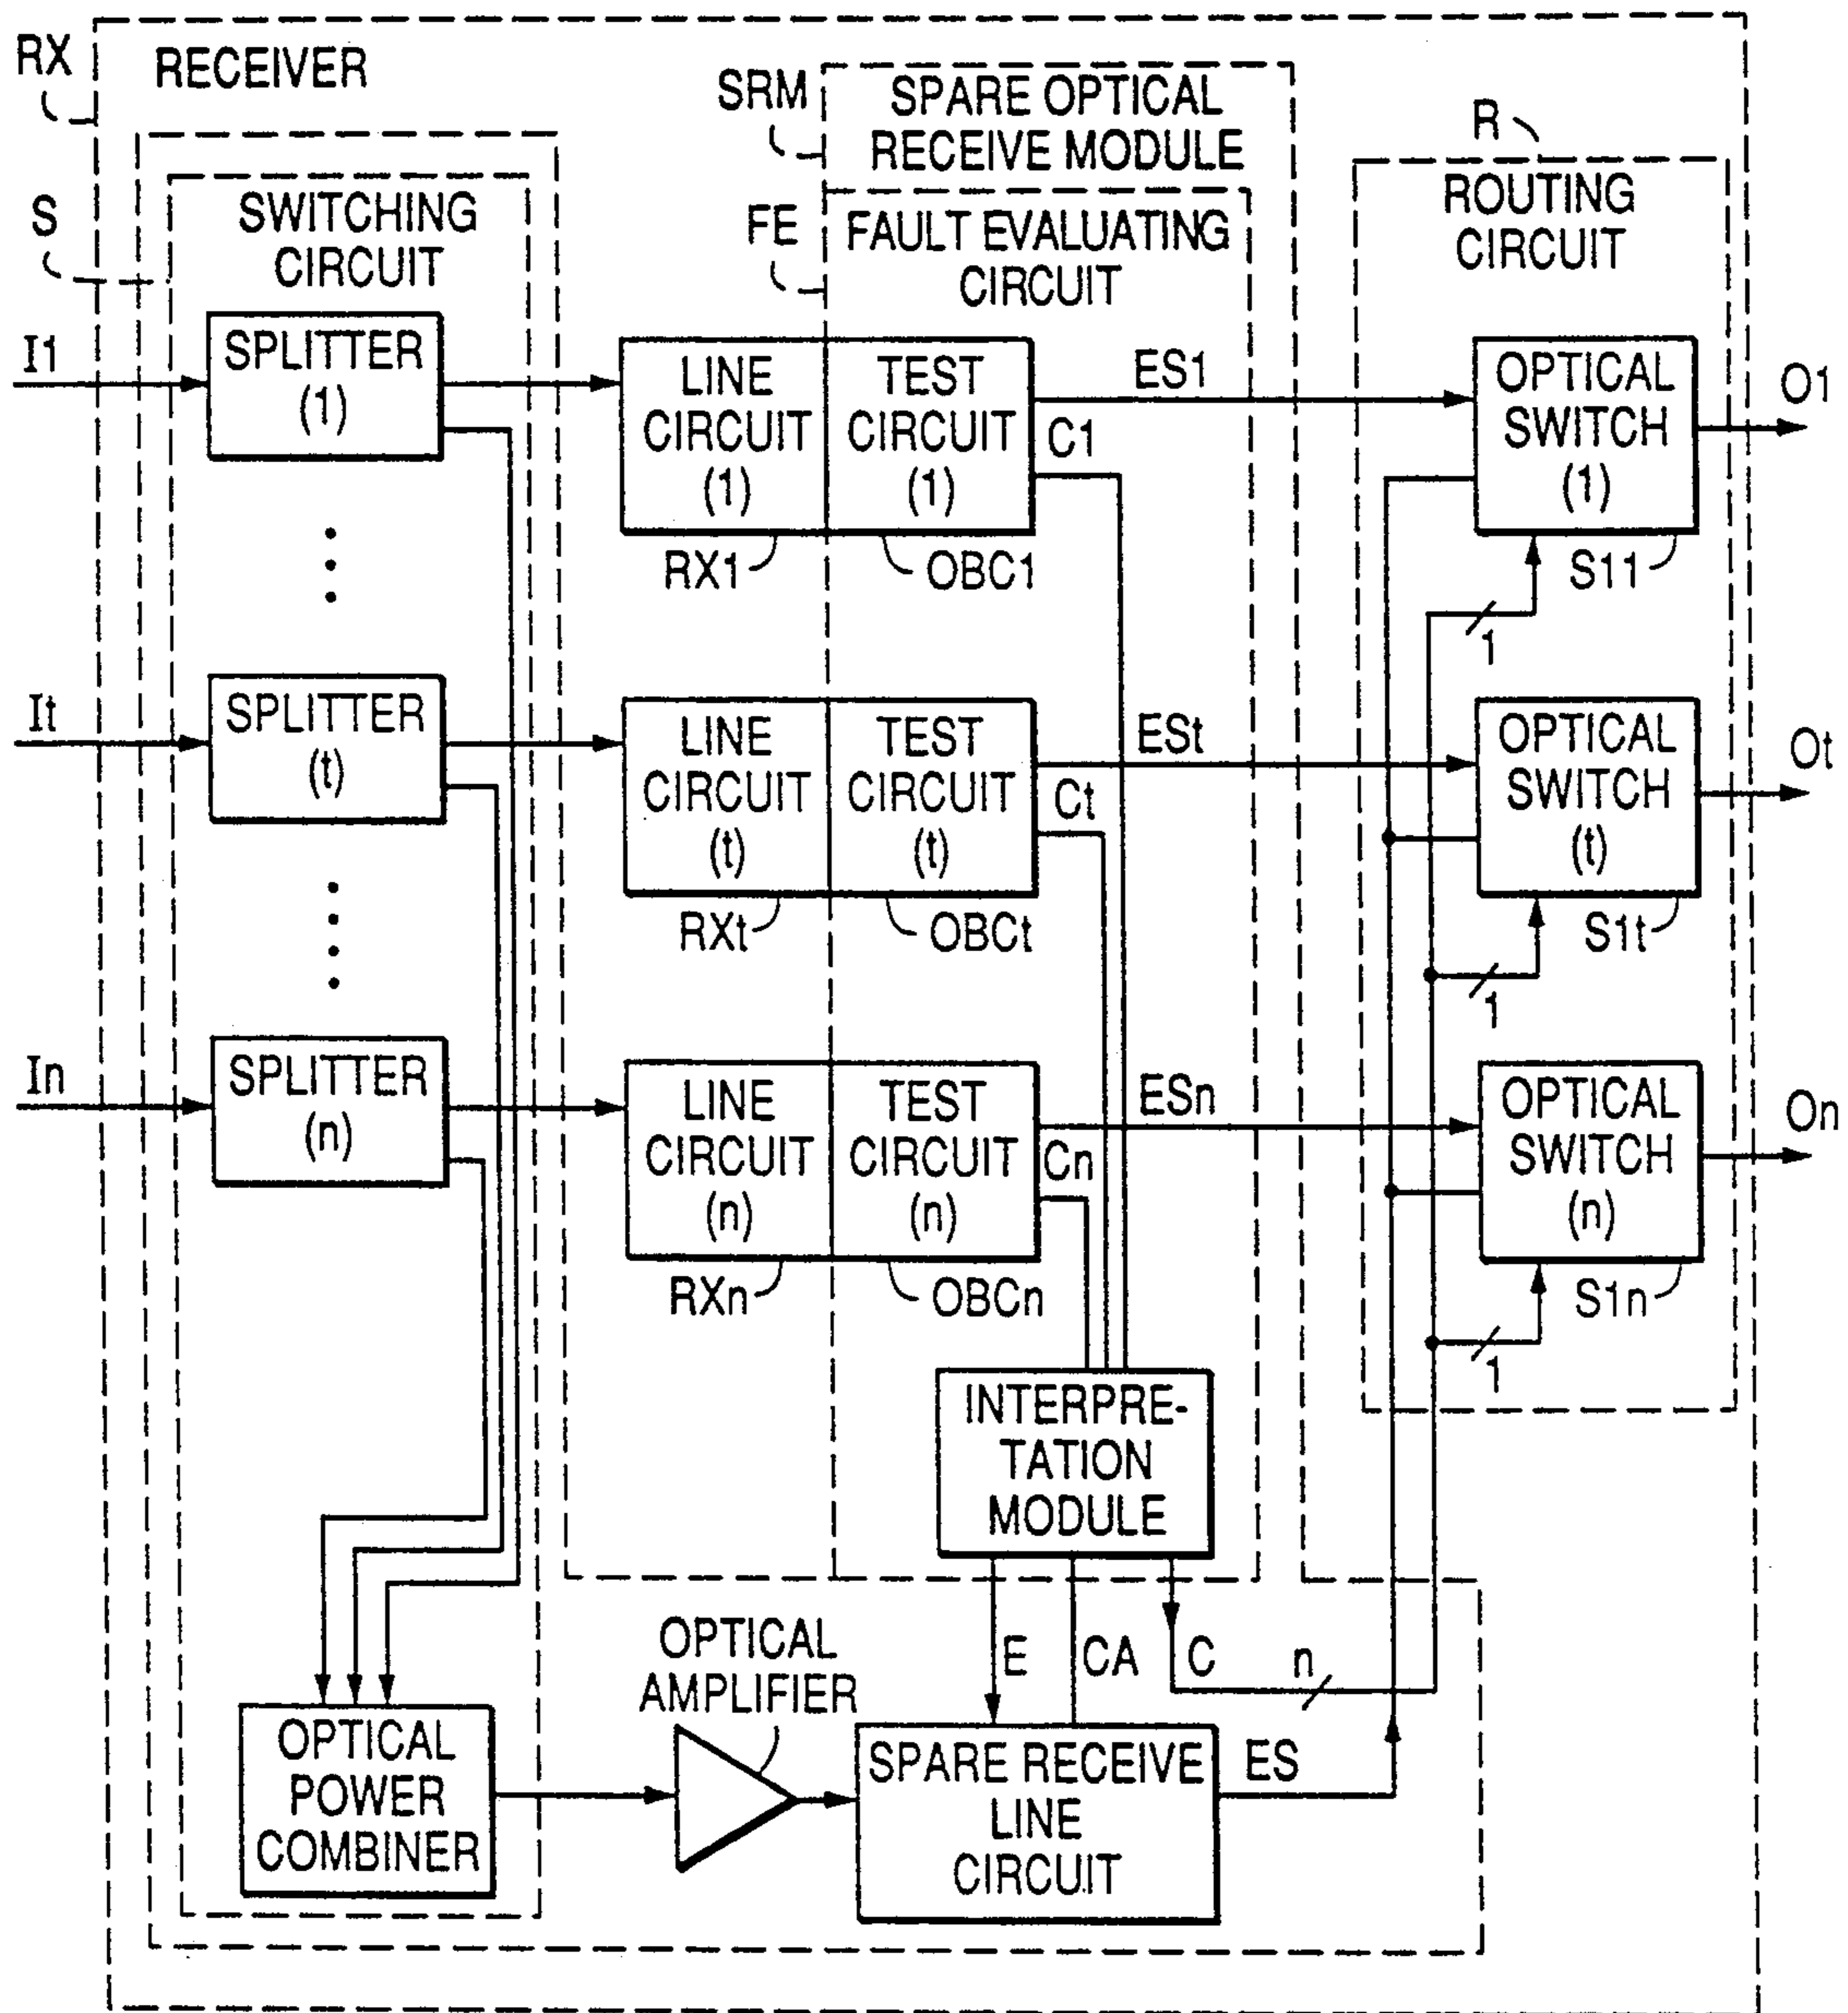 RX
RECEIVER
SRM
SPARE OPTICAL
RECEIVE MODULE
R
ROUTING
CIRCUIT
S
SWITCHING
CIRCUIT
FE
FAULT EVALUATING
CIRCUIT
I1
SPLITTER
(1)
LINE
CIRCUIT
(1)
TEST
CIRCUIT
(1)
ES1
C1
OPTICAL
SWITCH
(1)
O1
RX1
OBC1
S11
1
It
SPLITTER
(t)
LINE
CIRCUIT
(t)
TEST
CIRCUIT
(t)
ESt
Ct
OPTICAL
SWITCH
(t)
Ot
RXt
OBCt
S1t
1
In
SPLITTER
(n)
LINE
CIRCUIT
(n)
TEST
CIRCUIT
(n)
ESn
Cn
OPTICAL
SWITCH
(n)
On
RXn
OBCn
S1n
1
INTERPRE-
TATION
MODULE
E
CA
C
n
OPTICAL
AMPLIFIER
OPTICAL
POWER
COMBINER
SPARE RECEIVE
LINE
CIRCUIT
ES